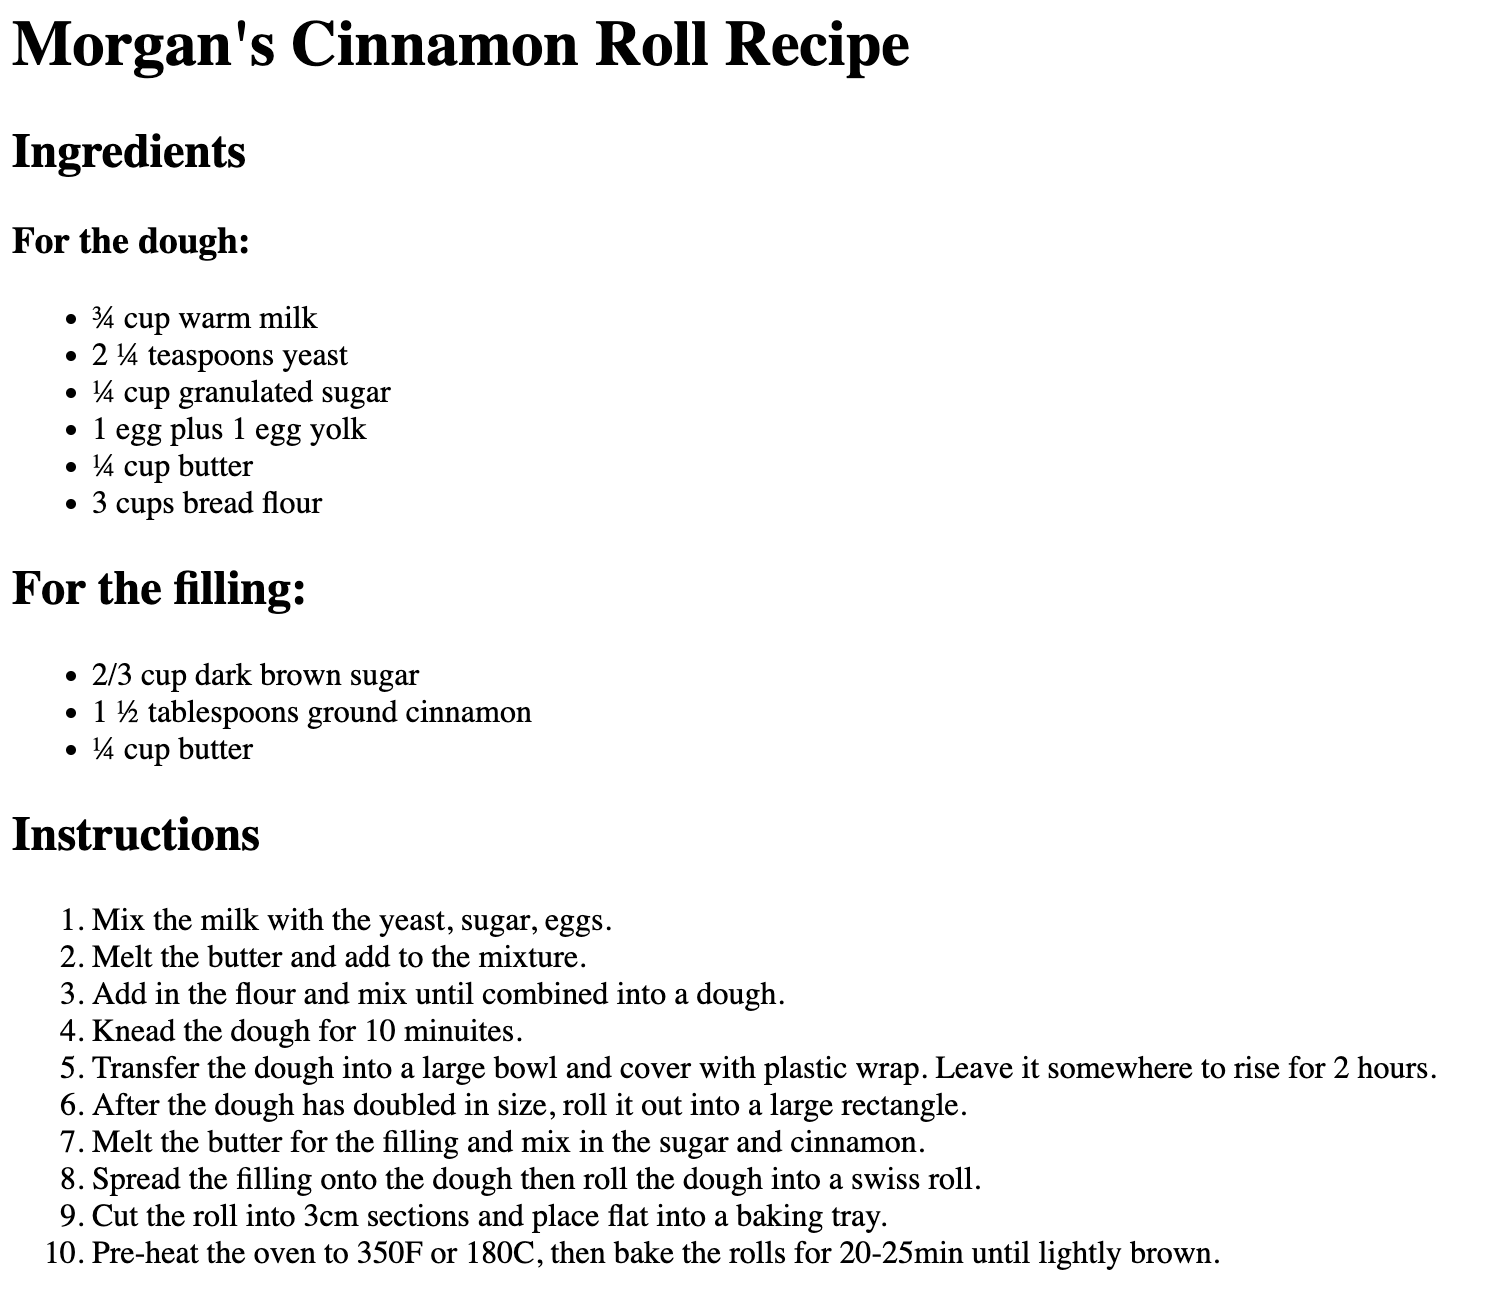 Morgan's Cinnamon Roll Recipe
Ingredients
For the dough:
• ¾ cup warm milk
• 2 ¼ teaspoons yeast
• ¼ cup granulated sugar
• 1 egg plus 1 egg yolk
• ¼ cup butter
• 3 cups bread flour
For the filling:
• 2/3 cup dark brown sugar
• 1 ½ tablespoons ground cinnamon
• ¼ cup butter
Instructions
1. Mix the milk with the yeast, sugar, eggs.
2. Melt the butter and add to the mixture.
3. Add in the flour and mix until combined into a dough.
4. Knead the dough for 10 minuites.
5. Transfer the dough into a large bowl and cover with plastic wrap. Leave it somewhere to rise for 2 hours.
6. After the dough has doubled in size, roll it out into a large rectangle.
7. Melt the butter for the filling and mix in the sugar and cinnamon.
8. Spread the filling onto the dough then roll the dough into a swiss roll.
9. Cut the roll into 3cm sections and place flat into a baking tray.
10. Pre-heat the oven to 350F or 180C, then bake the rolls for 20-25min until lightly brown.